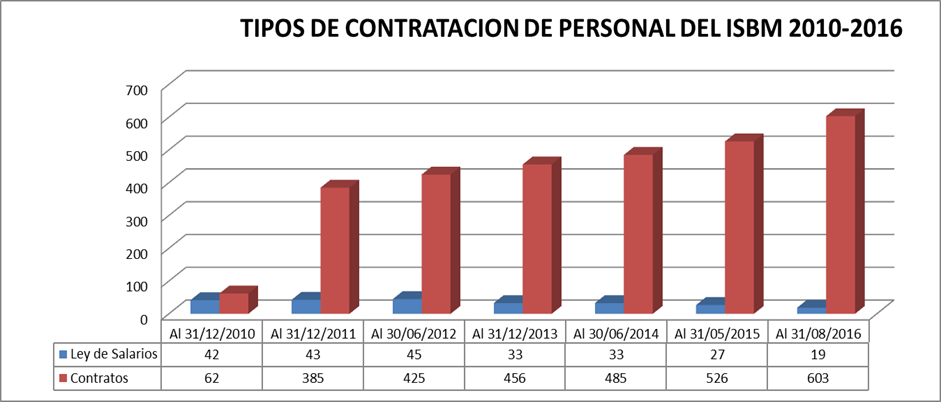 TIPOS DE CONTRATACION DE PERSONAL DEL ISBM 2010-2016
700
600
500
400
300
200
100
0
Al 31/12/2010 Al 31/12/2011 Al 30/06/2012 Al 31/12/2013 Al 30/06/2014 Al 31/05/2015 Al 31/08/2016
Ley de Salarios 42 43 45 33 33 27 19
Contratos 62 385 425 456 485 526 603